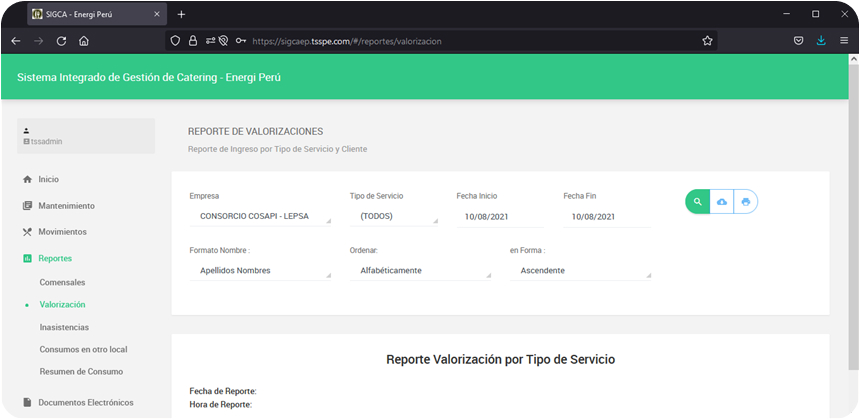 SIGCA - Energi Perú
https://sigcaep.tsspe.com/#/reportes/valorizacion
Sistema Integrado de Gestión de Catering - Energi Perú
tssadmin
Inicio
Mantenimiento
Movimientos
Reportes
Comensales
Valorización
Inasistencias
Consumos en otro local
Resumen de Consumo
Documentos Electrónicos
REPORTE DE VALORIZACIONES
Reporte de Ingreso por Tipo de Servicio y Cliente
Empresa Tipo de Servicio Fecha Inicio Fecha Fin
CONSORCIO COSAPI - LEPSA (TODOS) 10/08/2021 10/08/2021
Formato Nombre : Ordenar: en Forma :
Apellidos Nombres Alfabéticamente Ascendente
Reporte Valorización por Tipo de Servicio
Fecha de Reporte:
Hora de Reporte: